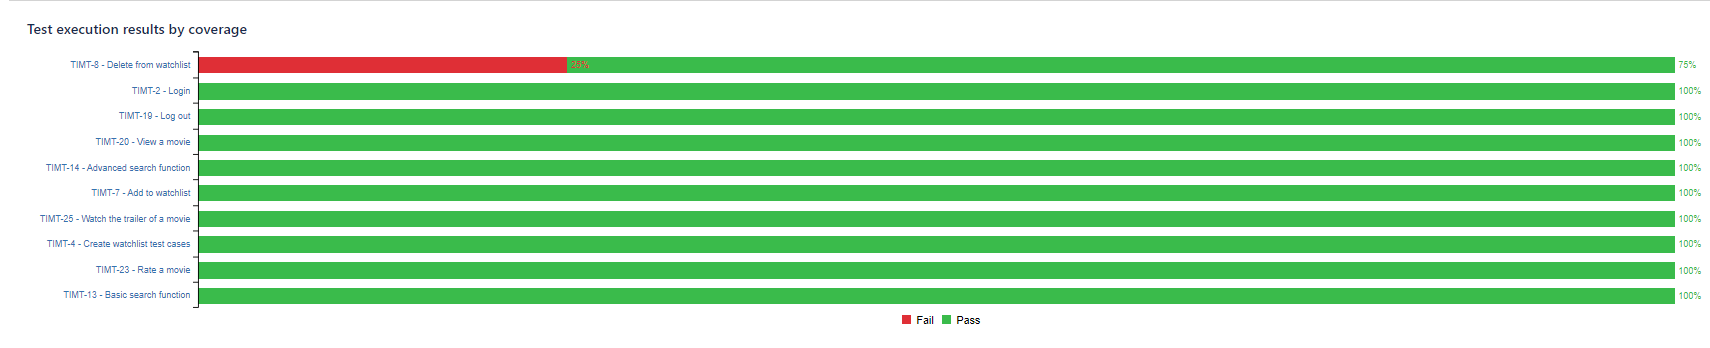 Test execution results by coverage
TIMT-8 - Delete from watchlist 25% 75%
TIMT-2 - Login 100%
TIMT-19 - Log out 100%
TIMT-20 - View a movie 100%
TIMT-14 - Advanced search function 100%
TIMT-7 - Add to watchlist 100%
TIMT-25 - Watch the trailer of a movie 100%
TIMT-4 - Create watchlist test cases 100%
TIMT-23 - Rate a movie 100%
TIMT-13 - Basic search function 100%
Fail Pass